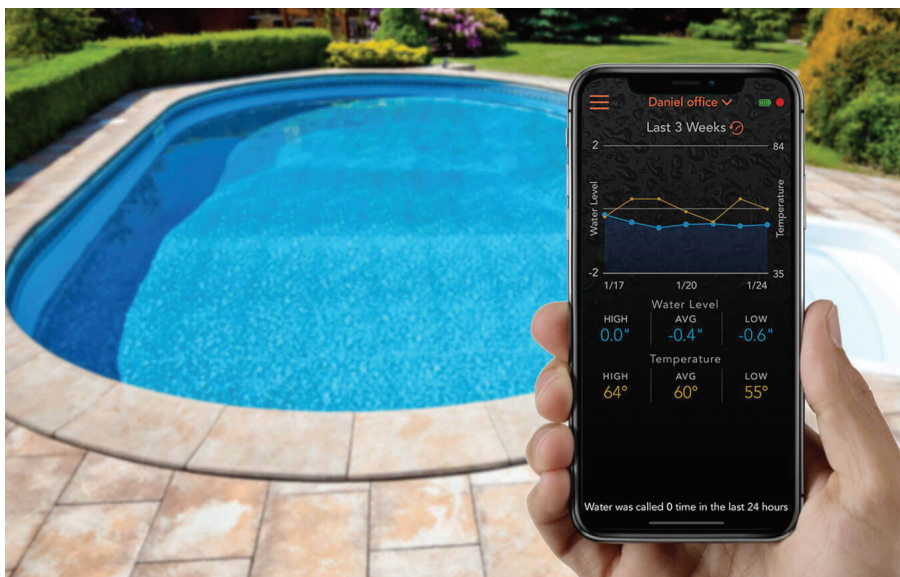 Daniel office
Last 3 Weeks
2
84
Water Level
Temperature
-2
35
1/17 1/20 1/24
Water Level
HIGH AVG LOW
0.0" -0.4" -0.6"
Temperature
HIGH AVG LOW
64° 60° 55°
Water was called 0 time in the last 24 hours